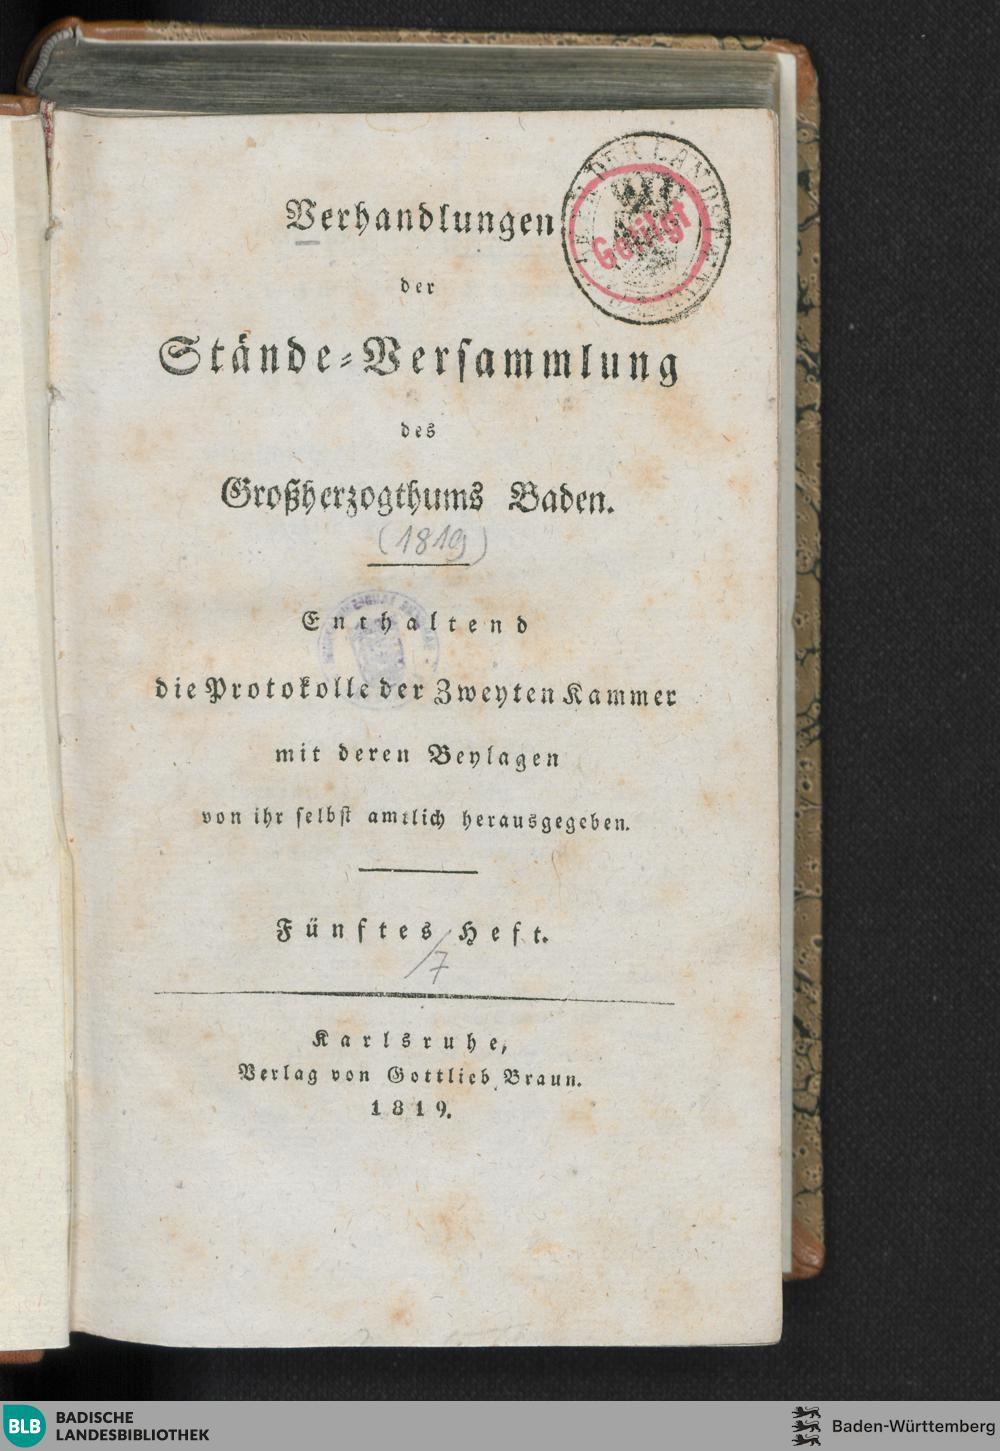 Verhandlungen
der
Stände-Versammlung
des
Großherzogthums Baden.
(1819)
Enthaltend
die Protokolle der Zweyten Kammer
mit deren Beylagen
von ihr selbst amtlich herausgegeben.
Fünftes Heft.
/7
Karlsruhe,
Verlag von Gottlieb Braun.
1819.
Getilgt
BLB
BADISCHE
LANDESBIBLIOTHEK
Baden-Württemberg